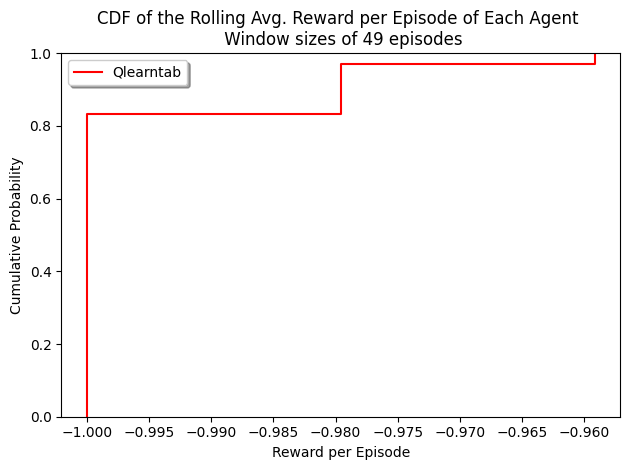 CDF of the Rolling Avg. Reward per Episode of Each Agent
Window sizes of 49 episodes
Qlearntab
Cumulative Probability
1.0
0.8
0.6
0.4
0.2
0.0
−1.000 −0.995 −0.990 −0.985 −0.980 −0.975 −0.970 −0.965 −0.960
Reward per Episode